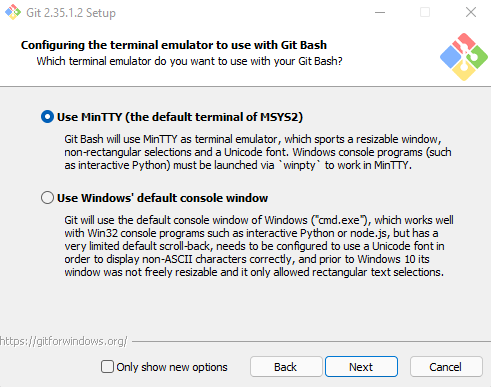 Git 2.35.1.2 Setup
Configuring the terminal emulator to use with Git Bash
Which terminal emulator do you want to use with your Git Bash?
Use MinTTY (the default terminal of MSYS2)
Git Bash will use MinTTY as terminal emulator, which sports a resizable window,
non-rectangular selections and a Unicode font. Windows console programs (such
as interactive Python) must be launched via `winpty` to work in MinTTY.
Use Windows' default console window
Git will use the default console window of Windows ("cmd.exe"), which works well
with Win32 console programs such as interactive Python or node.js, but has a
very limited default scroll-back, needs to be configured to use a Unicode font in
order to display non-ASCII characters correctly, and prior to Windows 10 its
window was not freely resizable and it only allowed rectangular text selections.
https://gitforwindows.org/
Only show new options
Back
Next
Cancel